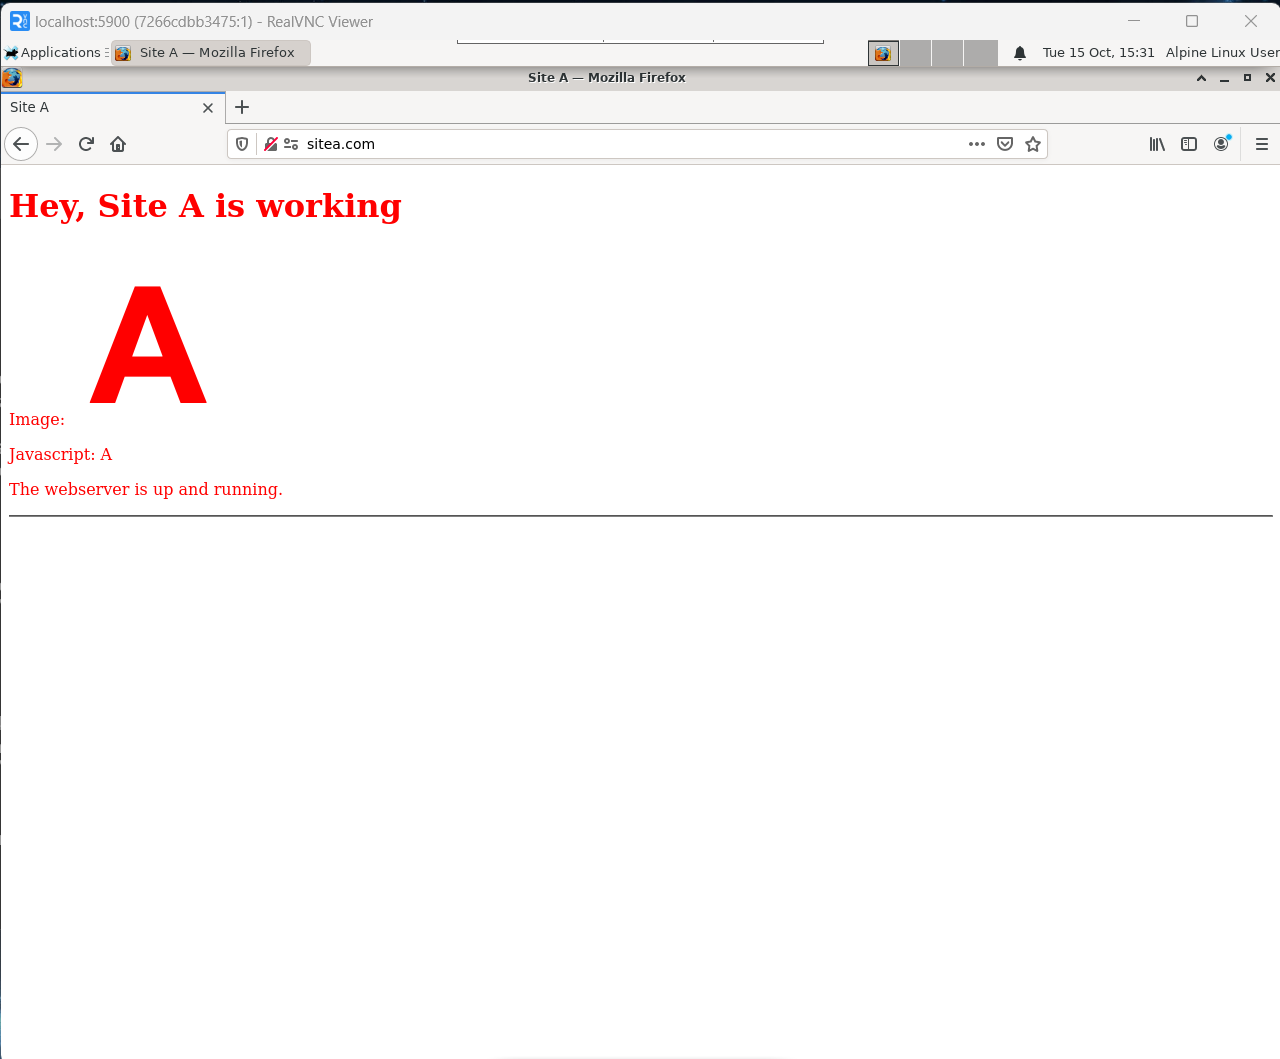 localhost:5900 (7266cdbb3475:1) - RealVNC Viewer
Applications Site A — Mozilla Firefox Tue 15 Oct, 15:31 Alpine Linux User
Site A — Mozilla Firefox
Site A
sitea.com
Hey, Site A is working
A
Image:
Javascript: A
The webserver is up and running.